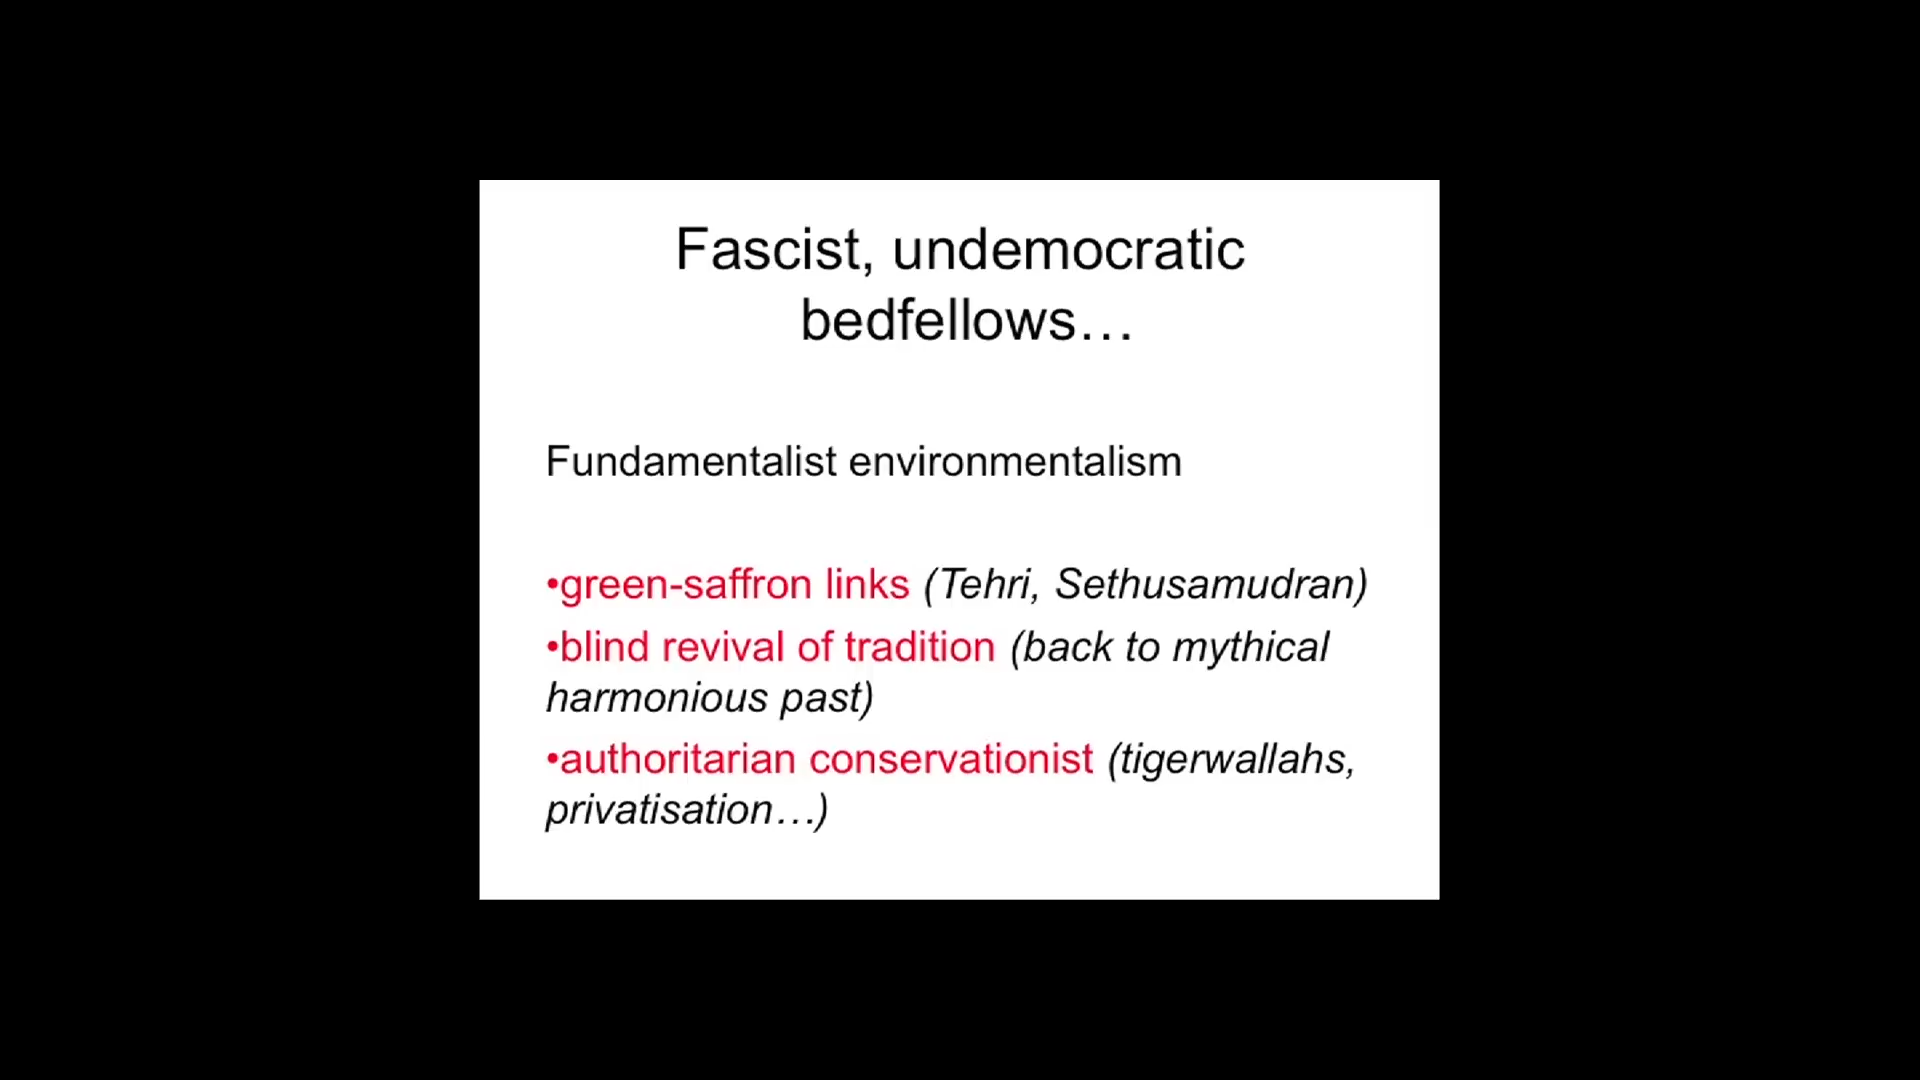 Fascist, undemocratic
bedfellows…
Fundamentalist environmentalism
•green-saffron links (Tehri, Sethusamudran)
•blind revival of tradition (back to mythical
harmonious past)
•authoritarian conservationist (tigerwallahs,
privatisation…)